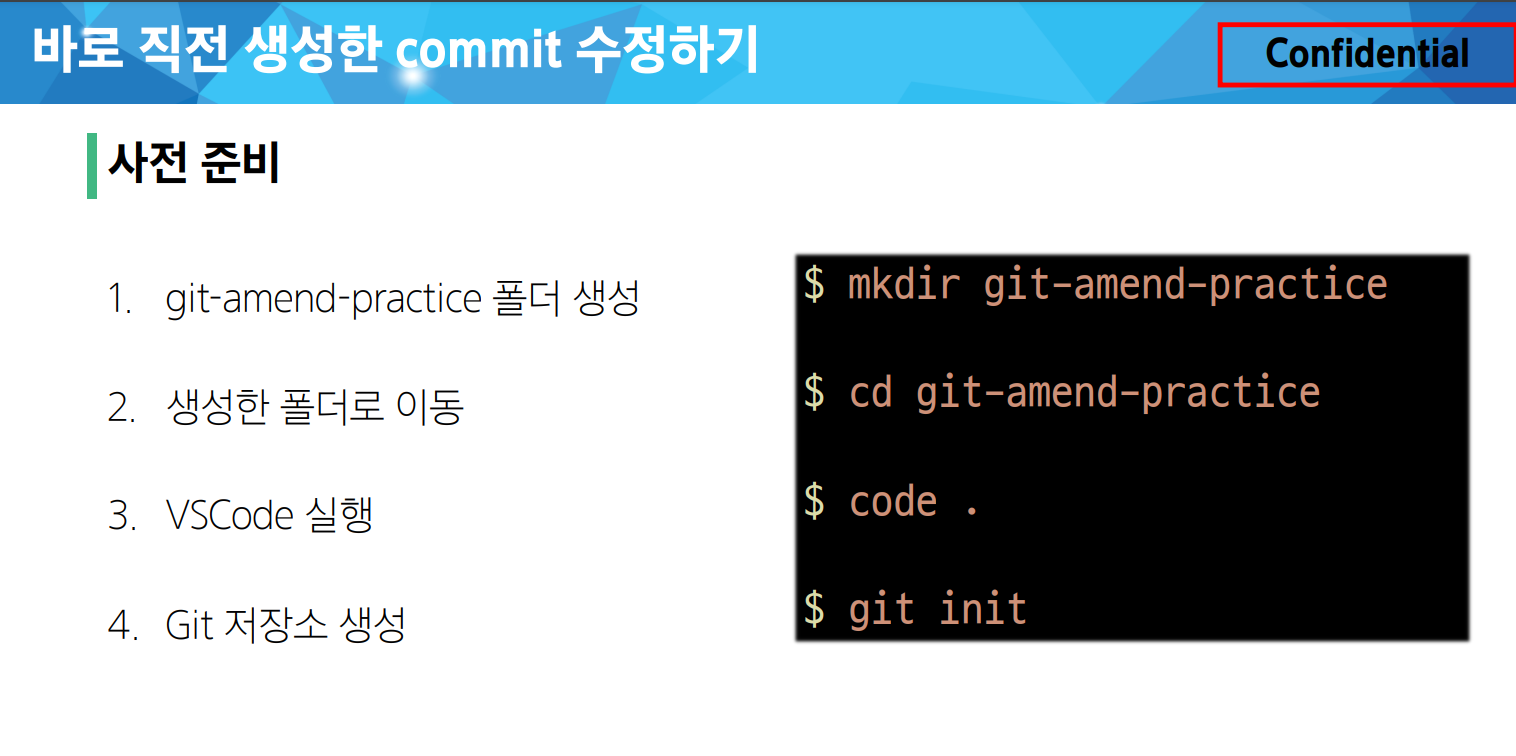 바로 직전 생성한 commit 수정하기
Confidential
사전 준비
1. git-amend-practice 폴더 생성
2. 생성한 폴더로 이동
3. VSCode 실행
4. Git 저장소 생성
$ mkdir git-amend-practice
$ cd git-amend-practice
$ code .
$ git init